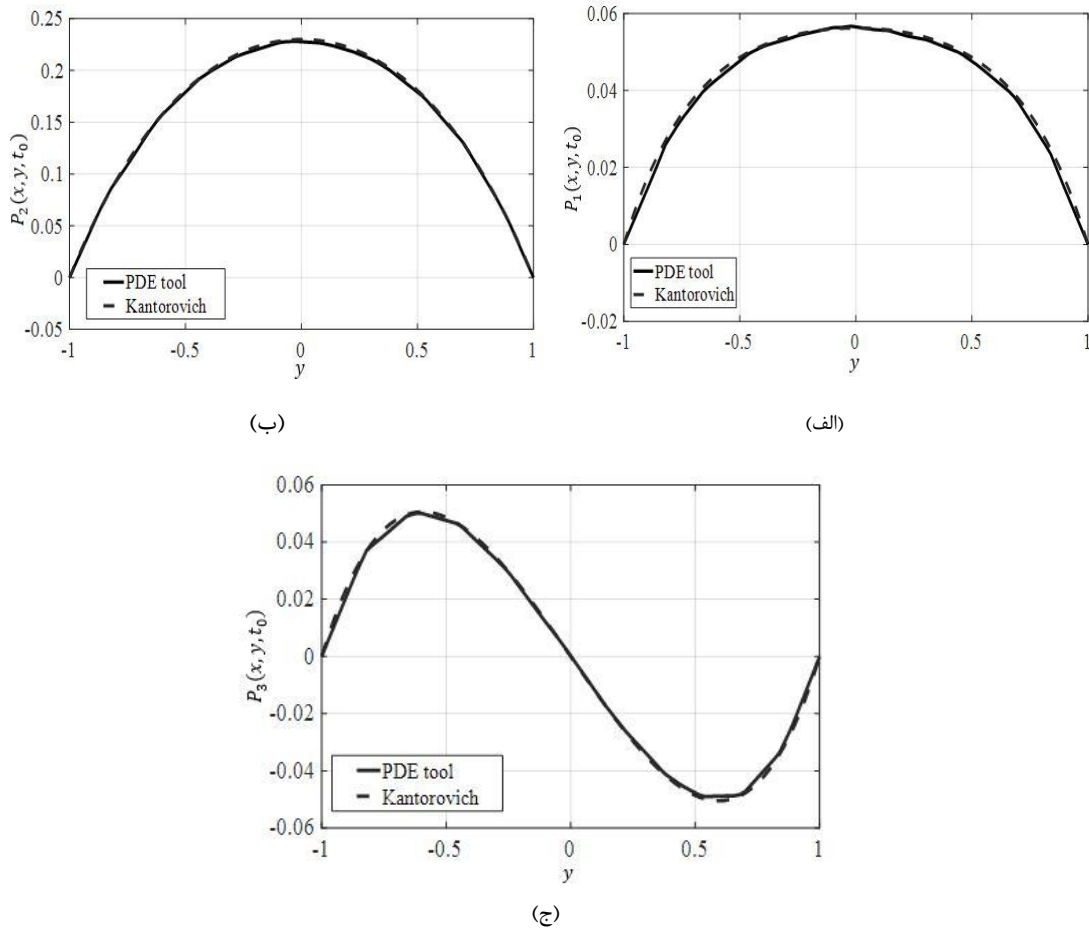 0.25
0.2
0.15
0.1
0.05
0
-0.05
-1
-0.5
0
0.5
1
y
P₂(x, y, t₀)
PDE tool
Kantorovich
(ب)
0.06
0.04
0.02
0
-0.02
-1
-0.5
0
0.5
1
y
P₁(x, y, t₀)
PDE tool
Kantorovich
(الف)
0.06
0.04
0.02
0
-0.02
-0.04
-0.06
-1
-0.5
0
0.5
1
y
P₃(x, y, t₀)
PDE tool
Kantorovich
(ج)